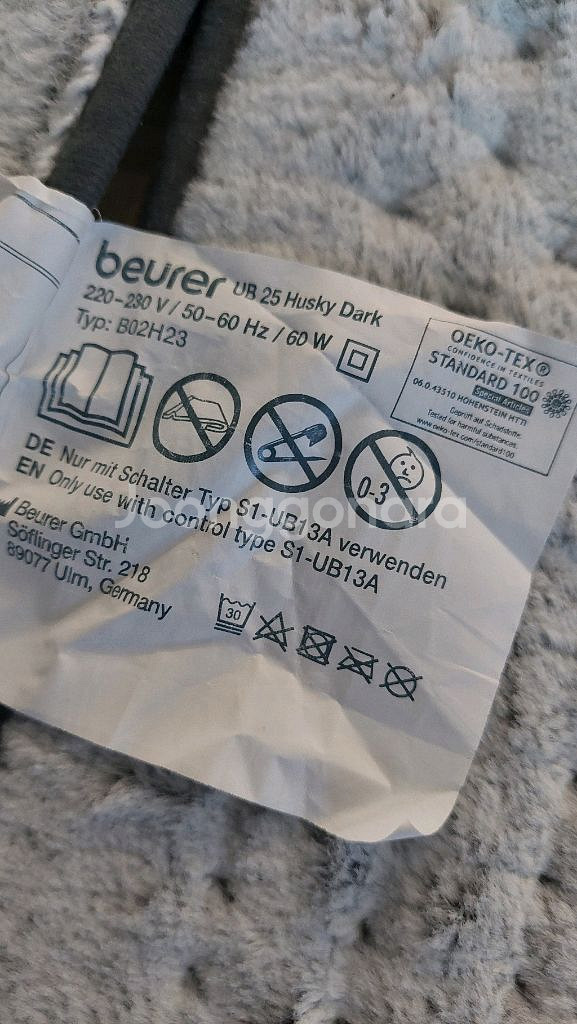 beurer UB 25 Husky Dark
220–230 V / 50–60 Hz / 60 W
Typ: B02H23
OEKO-TEX®
CONFIDENCE IN TEXTILES
STANDARD 100
Special Articles
06.0.43510 HOHENSTEIN HTTI
Geprüft auf Schadstoffe.
Tested for harmful substances.
www.oeko-tex.com/standard100
0-3
DE Nur mit Schalter Typ S1-UB13A verwenden
EN Only use with control type S1-UB13A
Beurer GmbH
Söflinger Str. 218
89077 Ulm, Germany
30